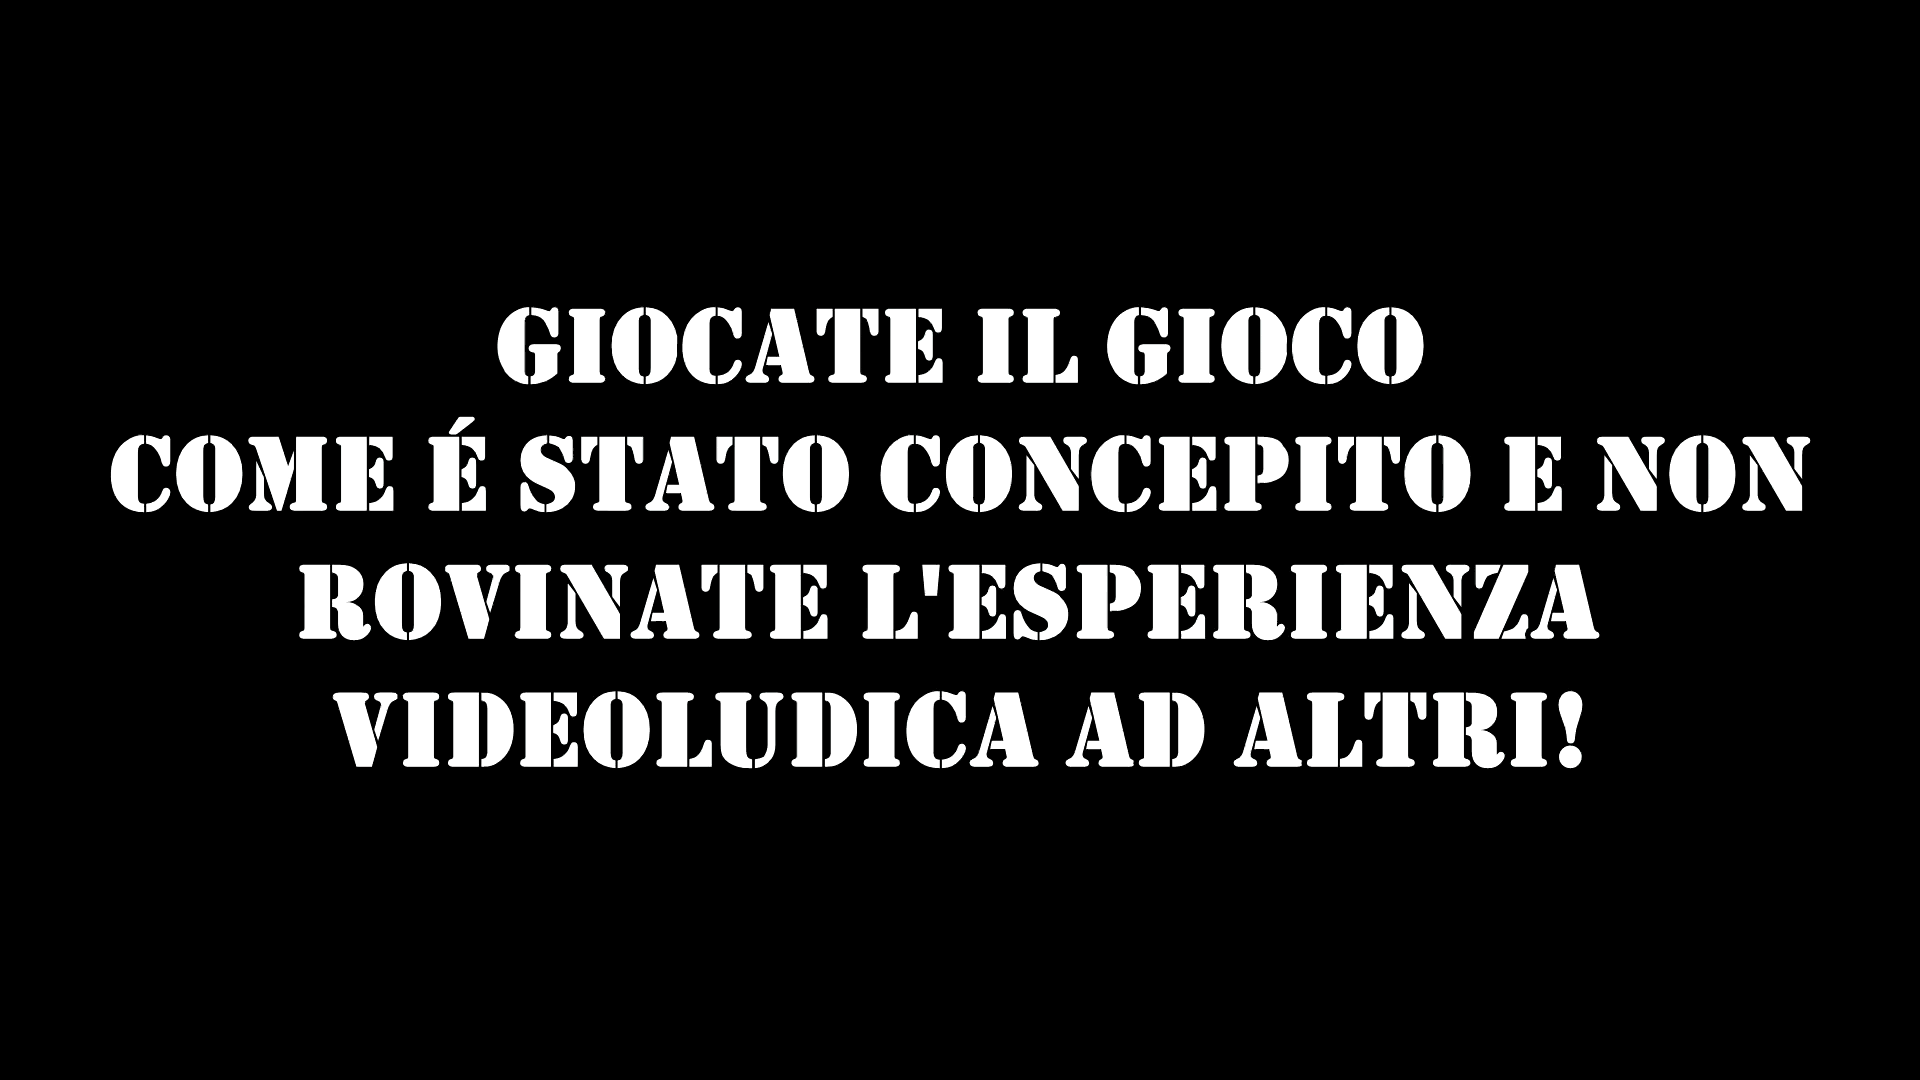 GIOCATE IL GIOCO
COME É STATO CONCEPITO E NON
ROVINATE L'ESPERIENZA
VIDEOLUDICA AD ALTRI!